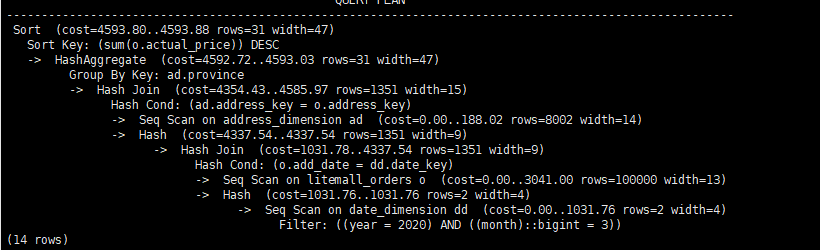 QUERY PLAN
----------------------------------------------------------------------------------------------------------
 Sort  (cost=4593.80..4593.88 rows=31 width=47)
   Sort Key: (sum(o.actual_price)) DESC
   ->  HashAggregate  (cost=4592.72..4593.03 rows=31 width=47)
         Group By Key: ad.province
         ->  Hash Join  (cost=4354.43..4585.97 rows=1351 width=15)
               Hash Cond: (ad.address_key = o.address_key)
               ->  Seq Scan on address_dimension ad  (cost=0.00..188.02 rows=8002 width=14)
               ->  Hash  (cost=4337.54..4337.54 rows=1351 width=9)
                     ->  Hash Join  (cost=1031.78..4337.54 rows=1351 width=9)
                           Hash Cond: (o.add_date = dd.date_key)
                           ->  Seq Scan on litemall_orders o  (cost=0.00..3041.00 rows=100000 width=13)
                           ->  Hash  (cost=1031.76..1031.76 rows=2 width=4)
                                 ->  Seq Scan on date_dimension dd  (cost=0.00..1031.76 rows=2 width=4)
                                       Filter: ((year = 2020) AND ((month)::bigint = 3))
(14 rows)